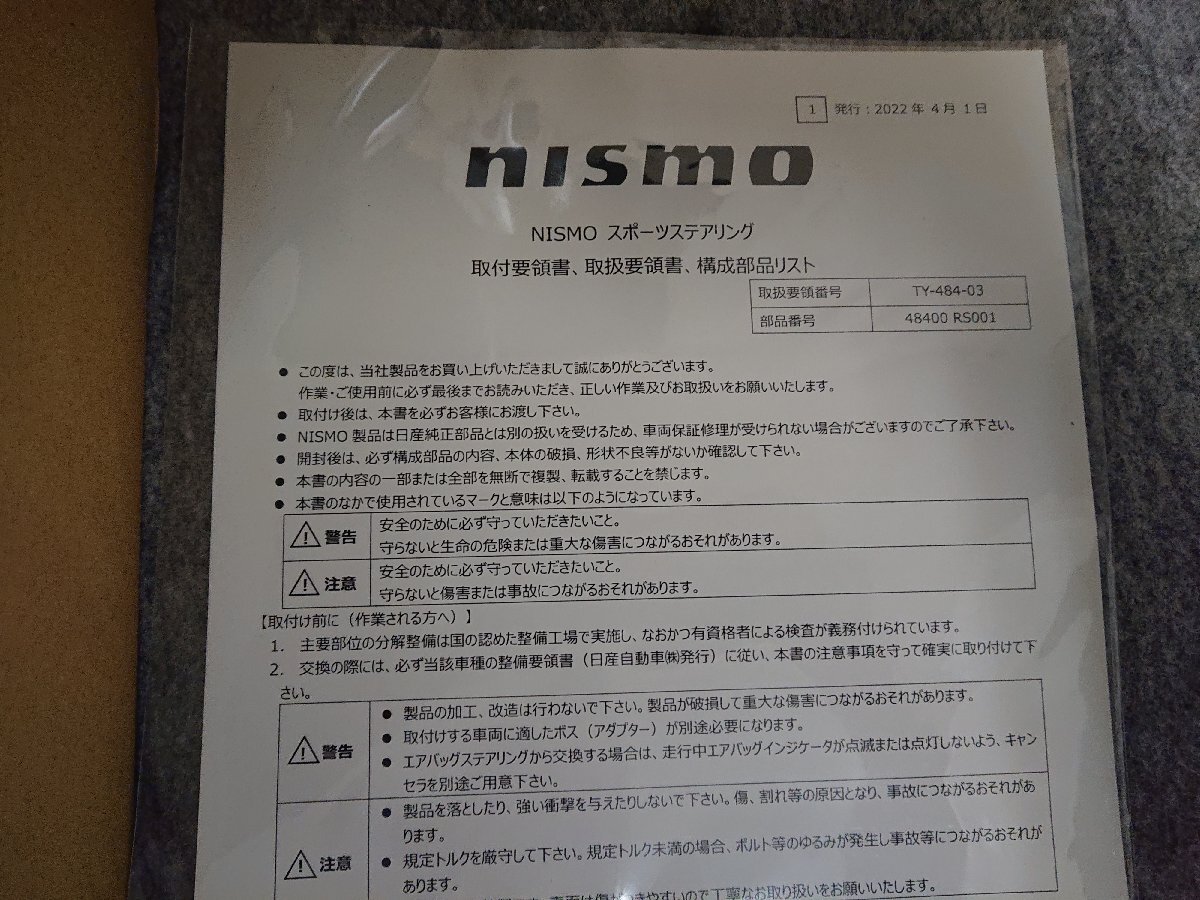 1 発行：2022年 4月 1日
nismo
NISMO スポーツステアリング
取付要領書、取扱要領書、構成部品リスト
取扱要領番号 TY-484-03
部品番号 48400 RS001
● この度は、当社製品をお買い上げいただきまして誠にありがとうございます。
作業・ご使用前に必ず最後までお読みいただき、正しい作業及びお取扱いをお願いいたします。
● 取付け後は、本書を必ずお客様にお渡し下さい。
● NISMO 製品は日産純正部品とは別の扱いを受けるため、車両保証修理が受けられない場合がございますのでご了承下さい。
● 開封後は、必ず構成部品の内容、本体の破損、形状不良等がないか確認して下さい。
● 本書の内容の一部または全部を無断で複製、転載することを禁じます。
● 本書のなかで使用されているマークと意味は以下のようになっています。
警告 安全のために必ず守っていただきたいこと。
守らないと生命の危険または重大な傷害につながるおそれがあります。
注意 安全のために必ず守っていただきたいこと。
守らないと傷害または事故につながるおそれがあります。
【取付け前に（作業される方へ）】
1. 主要部位の分解整備は国の認めた整備工場で実施し、なおかつ有資格者による検査が義務付けられています。
2. 交換の際には、必ず当該車種の整備要領書（日産自動車㈱発行）に従い、本書の注意事項を守って確実に取り付けて下
さい。
警告 ● 製品の加工、改造は行わないで下さい。製品が破損して重大な傷害につながるおそれがあります。
● 取付けする車両に適したボス（アダプター）が別途必要になります。
● エアバッグステアリングから交換する場合は、走行中エアバッグインジケータが点滅または点灯しないよう、キャン
セラを別途ご用意下さい。
注意 ● 製品を落としたり、強い衝撃を与えたりしないで下さい。傷、割れ等の原因となり、事故につながるおそれがあ
ります。
● 規定トルクを厳守して下さい。規定トルク未満の場合、ボルト等のゆるみが発生し事故等につながるおそれが
あります。
傷がつきやすいので丁寧なお取り扱いをお願いいたします。